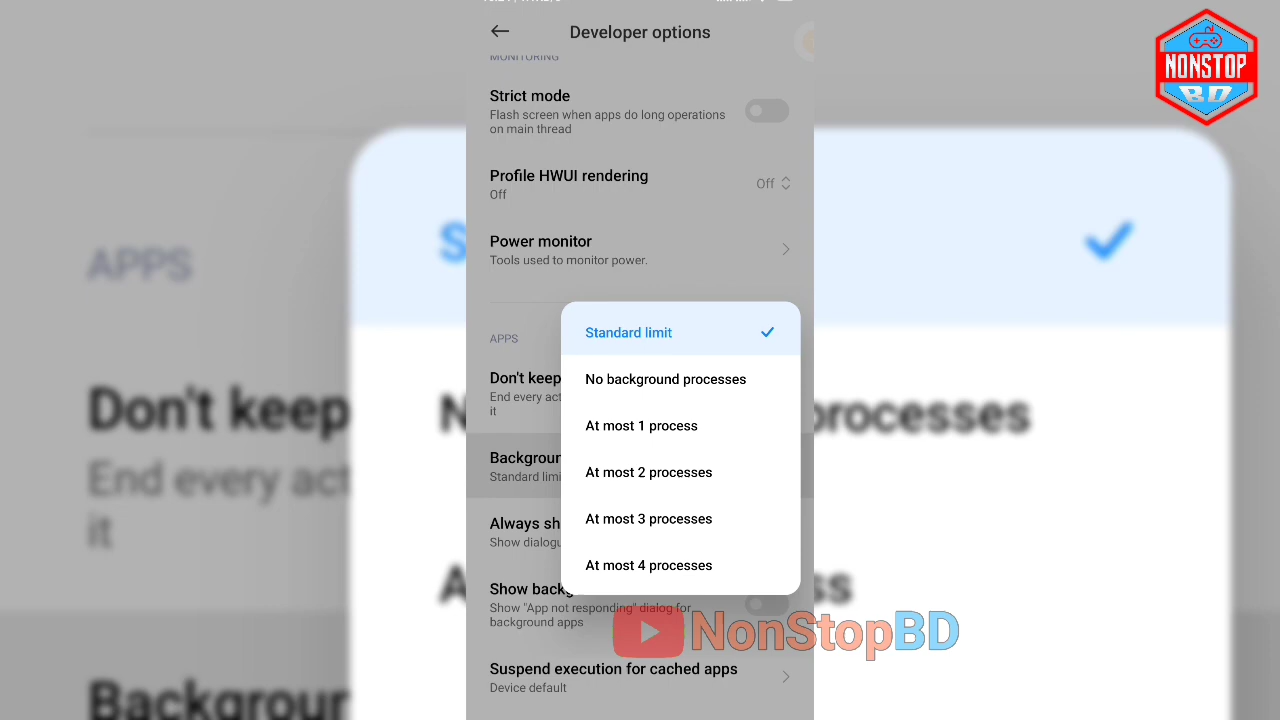 Developer options
MONITORING
Strict mode
Flash screen when apps do long operations
on main thread
Profile HWUI rendering
Off
Off
Power monitor
Tools used to monitor power.
APPS
Don't keep
End every act
it
Backgroun
Standard limi
Always sh
Show dialogu
Show backg
Show "App not responding" dialog for
background apps
Suspend execution for cached apps
Device default
Standard limit
No background processes
At most 1 process
At most 2 processes
At most 3 processes
At most 4 processes
NONSTOP
BD
NonStopBD
APPS
Don't keep
End every act
it
Backgroun
S
N
processes
A
ss